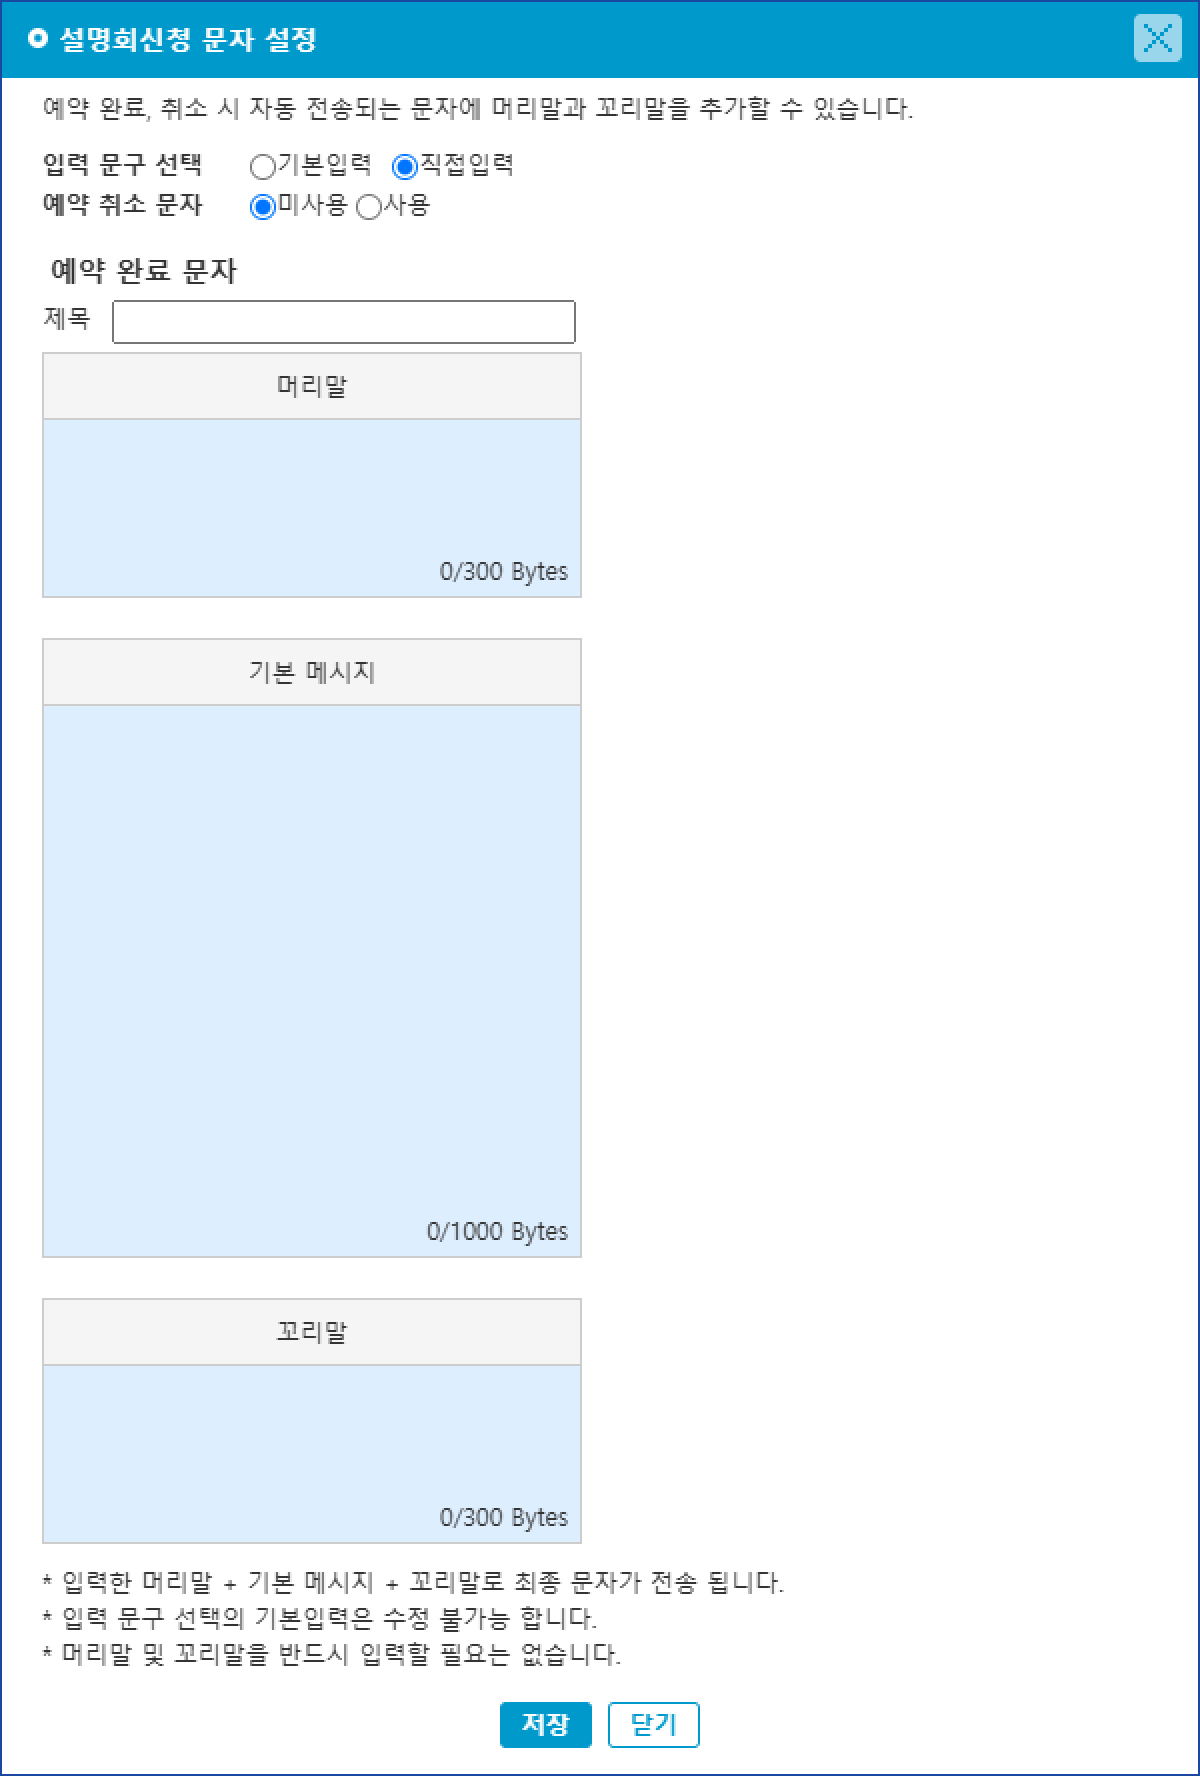 설명회신청 문자 설정
예약 완료, 취소 시 자동 전송되는 문자에 머리말과 꼬리말을 추가할 수 있습니다.
입력 문구 선택 기본입력 직접입력
예약 취소 문자 미사용 사용
예약 완료 문자
제목
머리말
0/300 Bytes
기본 메시지
0/1000 Bytes
꼬리말
0/300 Bytes
* 입력한 머리말 + 기본 메시지 + 꼬리말로 최종 문자가 전송 됩니다.
* 입력 문구 선택의 기본입력은 수정 불가능 합니다.
* 머리말 및 꼬리말을 반드시 입력할 필요는 없습니다.
저장 닫기